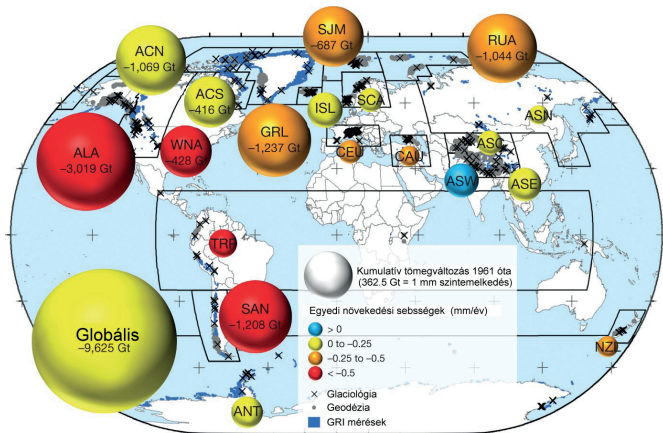 SJM
–687 Gt
RUA
–1,044 Gt
ACN
–1,069 Gt
ACS
–416 Gt
ISL
SCA
ASN
ALA
–3,019 Gt
WNA
–428 Gt
GRL
–1,237 Gt
CEU
CAU
ASC
ASW
ASE
TRP
Kumulatív tömegváltozás 1961 óta
(362.5 Gt = 1 mm szintemelkedés)
SAN
–1,208 Gt
Globális
–9,625 Gt
Egyedi növekedési sebsségek (mm/év)
> 0
0 to –0.25
–0.25 to –0.5
< –0.5
Glaciológia
Geodézia
GRI mérések
NZL
ANT